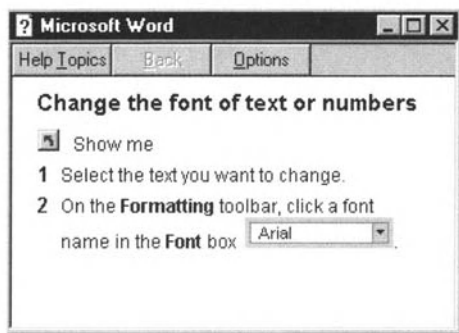 ? Microsoft Word
Help Topics Back Options
Change the font of text or numbers
Show me
1 Select the text you want to change.
2 On the Formatting toolbar, click a font
name in the Font box Arial .